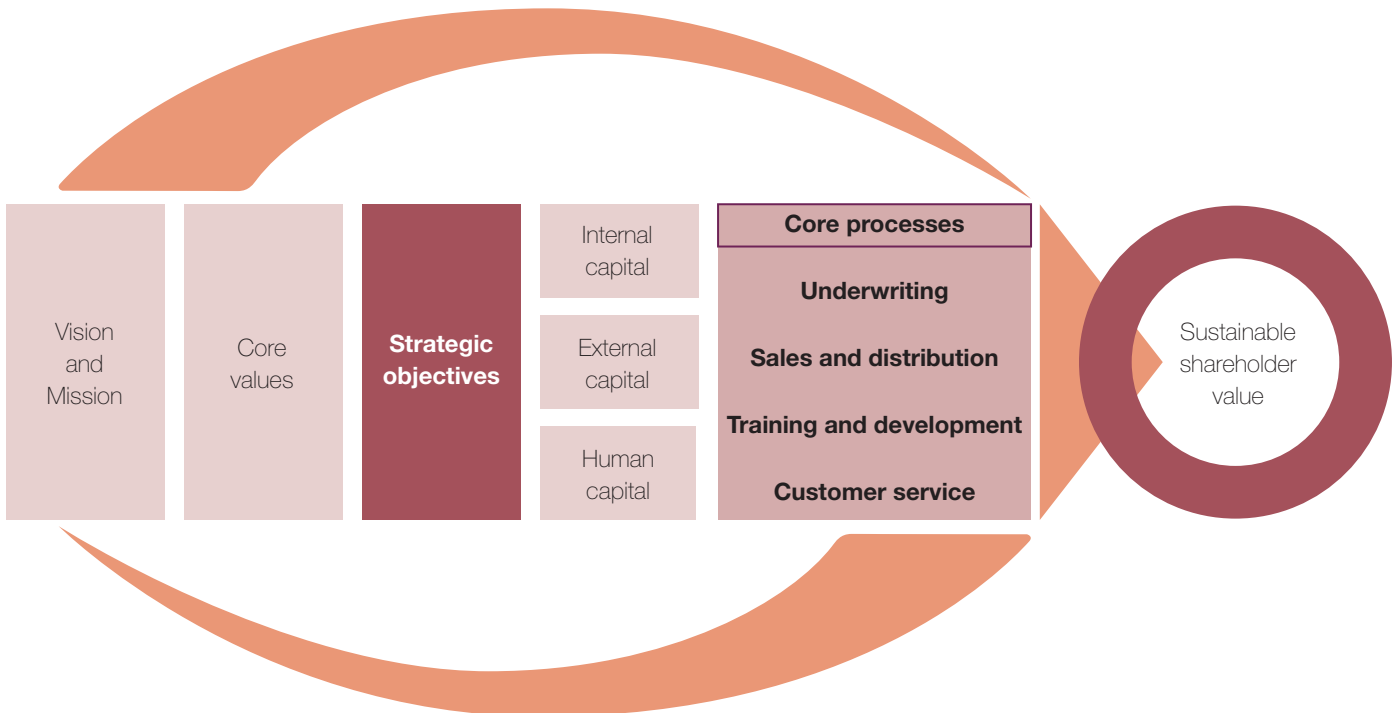 Vision
and
Mission
Core
values
Strategic
objectives
Internal
capital
External
capital
Human
capital
Core processes
Underwriting
Sales and distribution
Training and development
Customer service
Sustainable
shareholder
value